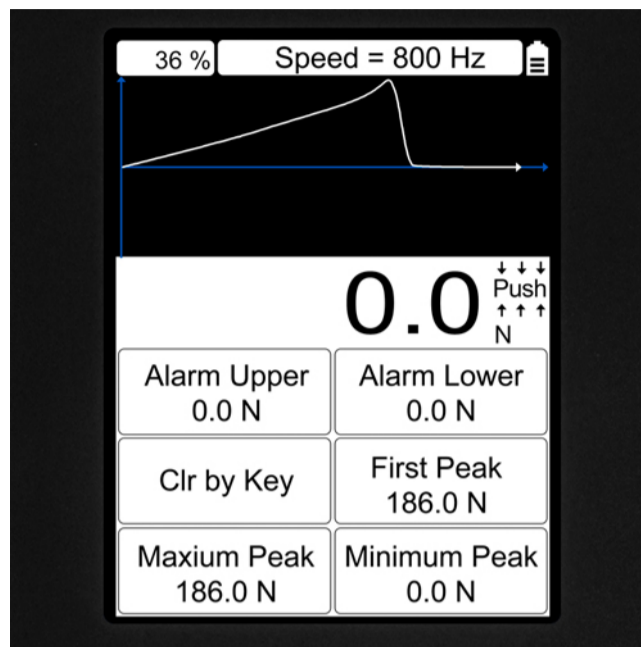 36 %
Speed = 800 Hz
0.0
Push
N
Alarm Upper
0.0 N
Alarm Lower
0.0 N
Clr by Key
First Peak
186.0 N
Maxium Peak
186.0 N
Minimum Peak
0.0 N